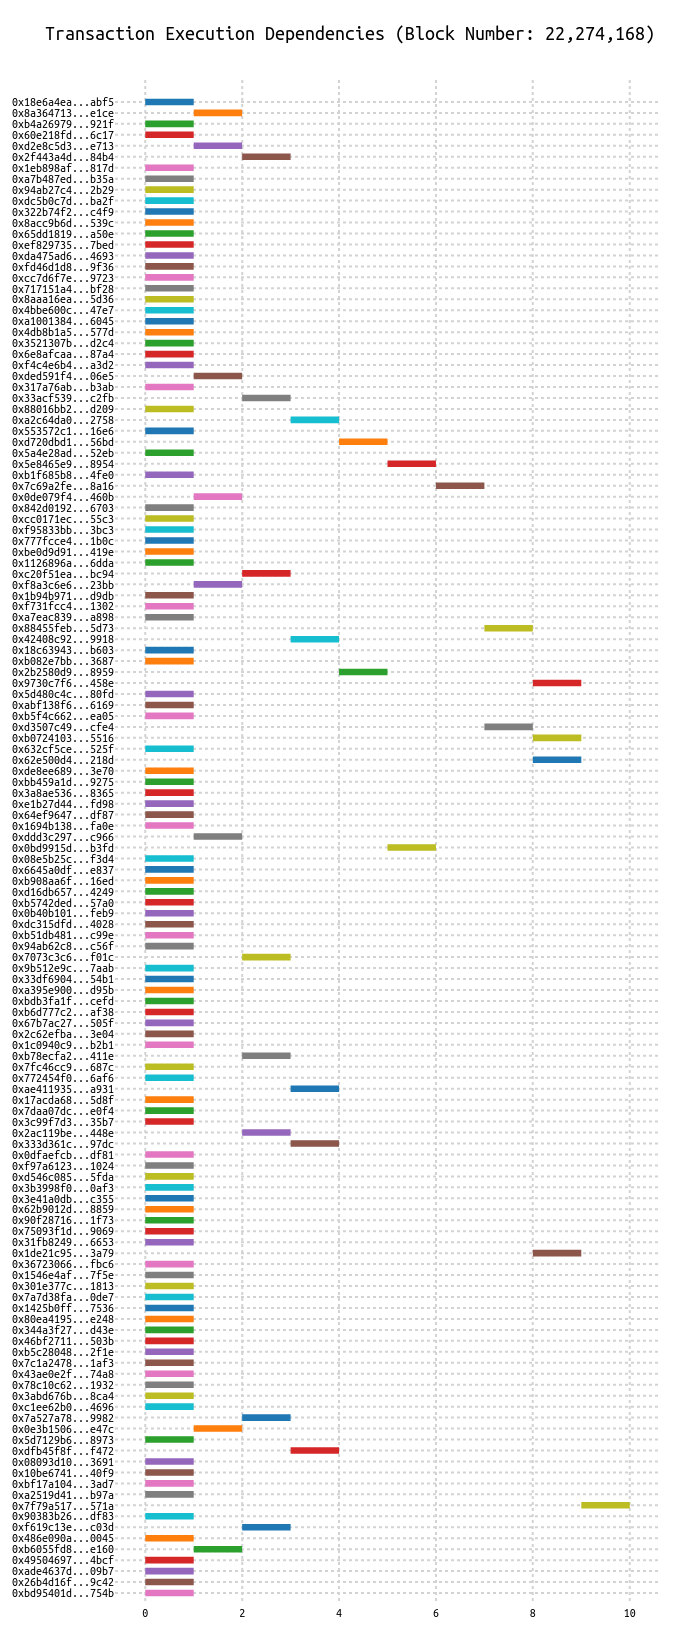 Transaction Execution Dependencies (Block Number: 22,274,168)
0x18e6a4ea...abf5
0x8a364713...e1ce
0xb4a26979...921f
0x60e218fd...6c17
0xd2e8c5d3...e713
0x2f443a4d...84b4
0x1eb898af...817d
0xa7b487ed...b35a
0x94ab27c4...2b29
0xdc5b0c7d...ba2f
0x322b74f2...c4f9
0x8acc9b6d...539c
0x65dd1819...a50e
0xef829735...7bed
0xda475ad6...4693
0xfd46d1d8...9f36
0xcc7d6f7e...9723
0x717151a4...bf28
0x8aaa16ea...5d36
0x4bbe600c...47e7
0xa1001384...6045
0x4db8b1a5...577d
0x3521307b...d2c4
0x6e8afcaa...87a4
0xf4c4e6b4...a3d2
0xded591f4...06e5
0x317a76ab...b3ab
0x33acf539...c2fb
0x88016bb2...d209
0xa2c64da0...2758
0x553572c1...16e6
0xd720dbd1...56bd
0x5a4e28ad...52eb
0x5e8465e9...8954
0xb1f685b8...4fe0
0x7c69a2fe...8a16
0x0de079f4...460b
0x842d0192...6703
0xcc0171ec...55c3
0xf95833bb...3bc3
0x777fcce4...1b0c
0xbe0d9d91...419e
0x1126896a...6dda
0xc20f51ea...bc94
0xf8a3c6e6...23bb
0x1b94b971...d9db
0xf731fcc4...1302
0xa7eac839...a898
0x88455feb...5d73
0x42408c92...9918
0x18c63943...b603
0xb082e7bb...3687
0x2b2580d9...8959
0x9730c7f6...458e
0x5d480c4c...80fd
0xabf138f6...6169
0xb5f4c662...ea05
0xd3507c49...cfe4
0xb0724103...5516
0x632cf5ce...525f
0x62e500d4...218d
0xde8ee689...3e70
0xbb459a1d...9275
0x3a8ae536...8365
0xe1b27d44...fd98
0x64ef9647...df87
0x1694b138...fa0e
0xddd3c297...c966
0x0bd9915d...b3fd
0x08e5b25c...f3d4
0x6645a0df...e837
0xb908aa6f...16ed
0xd16db657...4249
0xb5742ded...57a0
0x0b40b101...feb9
0xdc315dfd...4028
0xb51db481...c99e
0x94ab62c8...c56f
0x7073c3c6...f01c
0x9b512e9c...7aab
0x33df6904...54b1
0xa395e900...d95b
0xbdb3fa1f...cefd
0xb6d777c2...af38
0x67b7ac27...505f
0x2c62efba...3e04
0x1c0940c9...b2b1
0xb78ecfa2...411e
0x7fc46cc9...687c
0x772454f0...6af6
0xae411935...a931
0x17acda68...5d8f
0x7daa07dc...e0f4
0x3c99f7d3...35b7
0x2ac119be...448e
0x333d361c...97dc
0x0dfaefcb...df81
0xf97a6123...1024
0xd546c085...5fda
0x3b3998f0...0af3
0x3e41a0db...c355
0x62b9012d...8859
0x90f28716...1f73
0x75093f1d...9069
0x31fb8249...6653
0x1de21c95...3a79
0x36723066...fbc6
0x1546e4af...7f5e
0x301e377c...1813
0x7a7d38fa...0de7
0x1425b0ff...7536
0x80ea4195...e248
0x344a3f27...d43e
0x46bf2711...503b
0xb5c28048...2f1e
0x7c1a2478...1af3
0x43ae0e2f...74a8
0x78c10c62...1932
0x3abd676b...8ca4
0xc1ee62b0...4696
0x7a527a78...9982
0x0e3b1506...e47c
0x5d7129b6...8973
0xdfb45f8f...f472
0x08093d10...3691
0x10be6741...40f9
0xbf17a104...3ad7
0xa2519d41...b97a
0x7f79a517...571a
0x90383b26...df83
0xf619c13e...c03d
0x486e090a...0045
0xb6055fd8...e160
0x49504697...4bcf
0xade4637d...09b7
0x26b4d16f...9c42
0xbd95401d...754b
0 2 4 6 8 10